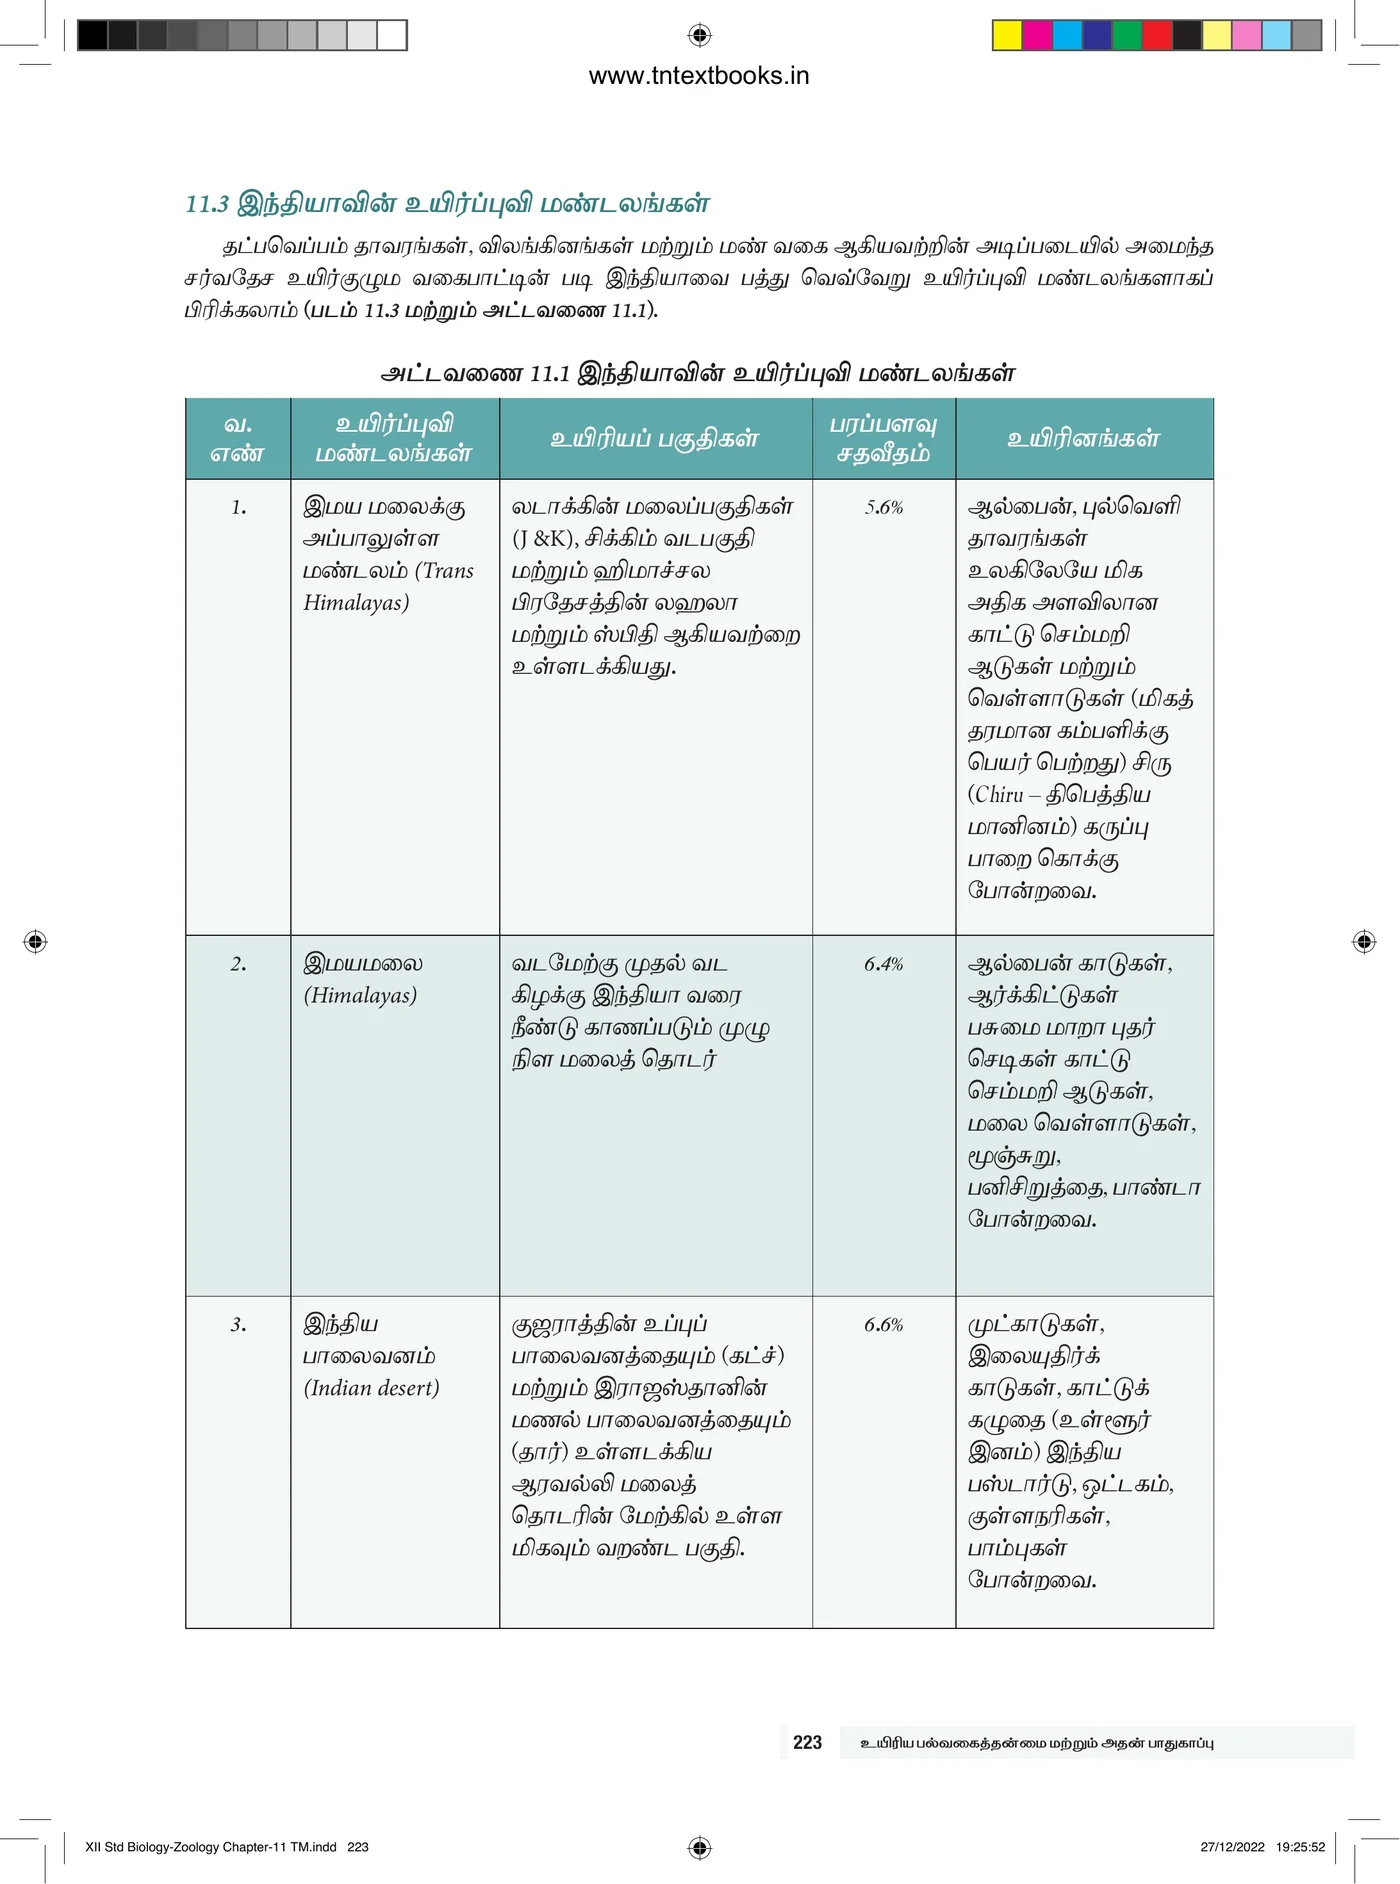 www.tntextbooks.in
11.3 இந்தியாவின் உயிர்ப்புவி மண்டலங்கள்
தட்பவெப்பம் தாவரங்கள், விலங்கினங்கள் மற்றும் மண் வகை ஆகியவற்றின் அடிப்படையில் அமைந்த
சர்வதேச உயிர்குழும வகைபாட்டின் படி இந்தியாவை பத்து வெவ்வேறு உயிர்ப்புவி மண்டலங்களாகப்
பிரிக்கலாம் (படம் 11.3 மற்றும் அட்டவணை 11.1).
அட்டவணை 11.1 இந்தியாவின் உயிர்ப்புவி மண்டலங்கள்
வ.
எண்
உயிர்ப்புவி
மண்டலங்கள்
உயிரியப் பகுதிகள்
பரப்பளவு
சதவீதம்
உயிரினங்கள்
1.
இமய மலைக்கு
அப்பாலுள்ள
மண்டலம் (Trans
Himalayas)
லடாக்கின் மலைப்பகுதிகள்
(J &K), சிக்கிம் வடபகுதி
மற்றும் ஹிமாச்சல
பிரதேசத்தின் லஹலா
மற்றும் ஸ்பிதி ஆகியவற்றை
உள்ளடக்கியது.
5.6%
ஆல்பைன், புல்வெளி
தாவரங்கள்
உலகிலேயே மிக
அதிக அளவிலான
காட்டு செம்மறி
ஆடுகள் மற்றும்
வெள்ளாடுகள் (மிகத்
தரமான கம்பளிக்கு
பெயர் பெற்றது) சிரு
(Chiru – திபெத்திய
மானினம்) கருப்பு
பாறை கொக்கு
போன்றவை.
2.
இமயமலை
(Himalayas)
வடமேற்கு முதல் வட
கிழக்கு இந்தியா வரை
நீண்டு காணப்படும் முழு
நிள மலைத் தொடர்
6.4%
ஆல்பைன் காடுகள்,
ஆர்க்கிட்டுகள்
பசுமை மாறா புதர்
செடிகள் காட்டு
செம்மறி ஆடுகள்,
மலை வெள்ளாடுகள்,
மூஞ்சுறு,
பனிசிறுத்தை, பாண்டா
போன்றவை.
3.
இந்திய
பாலைவனம்
(Indian desert)
குஜராத்தின் உப்புப்
பாலைவனத்தையும் (கட்ச்)
மற்றும் இராஜஸ்தானின்
மணல் பாலைவனத்தையும்
(தார்) உள்ளடக்கிய
ஆரவல்லி மலைத்
தொடரின் மேற்கில் உள்ள
மிகவும் வறண்ட பகுதி.
6.6%
முட்காடுகள்,
இலையுதிர்க்
காடுகள், காட்டுக்
கழுதை (உள்ளூர்
இனம்) இந்திய
பஸ்டார்டு, ஒட்டகம்,
குள்ளநரிகள்,
பாம்புகள்
போன்றவை.
223 உயிரிய பல்வகைத்தன்மை மற்றும் அதன் பாதுகாப்பு
XII Std Biology-Zoology Chapter-11 TM.indd 223 27/12/2022 19:25:52